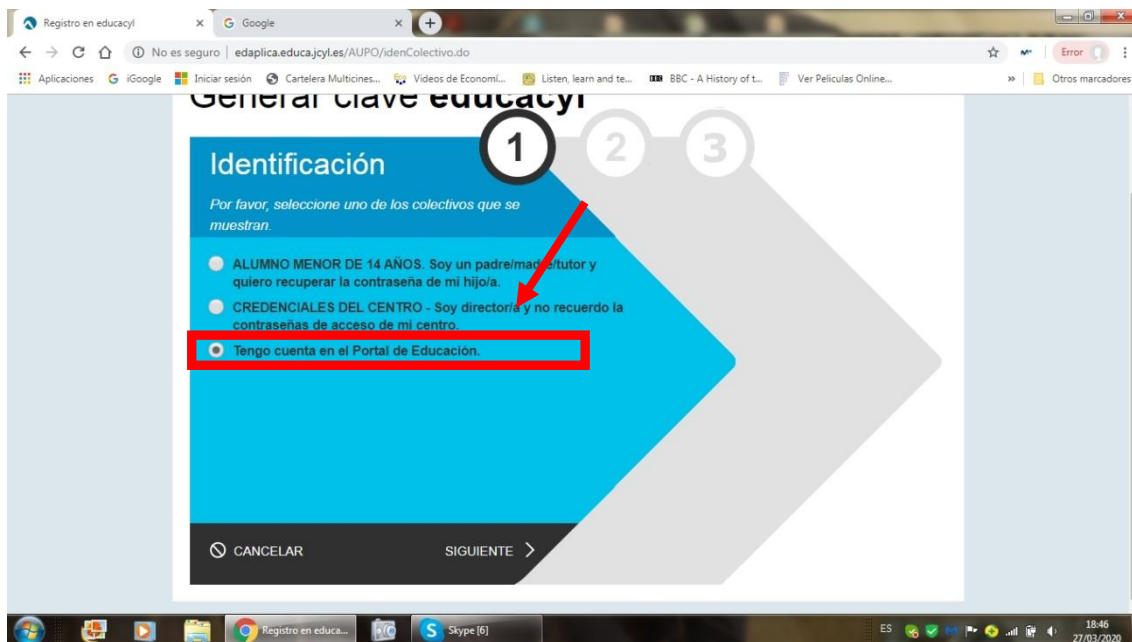 Registro en educacyl
Google
No es seguro | edaplica.educa.jcyl.es/AUPO/idenColectivo.do
Error
Aplicaciones
iGoogle
Iniciar sesión
Cartelera Multicines...
Videos de Economí...
Listen, learn and te...
BBC - A History of t...
Ver Peliculas Online...
»
Otros marcadores
Generar clave educacyl
1
2
3
Identificación
Por favor, seleccione uno de los colectivos que se
muestran.
ALUMNO MENOR DE 14 AÑOS. Soy un padre/madre/tutor y
quiero recuperar la contraseña de mi hijo/a.
CREDENCIALES DEL CENTRO - Soy director/a y no recuerdo la
contraseñas de acceso de mi centro.
Tengo cuenta en el Portal de Educación.
CANCELAR
SIGUIENTE
Registro en educa...
Skype [6]
ES
18:46
27/03/2020